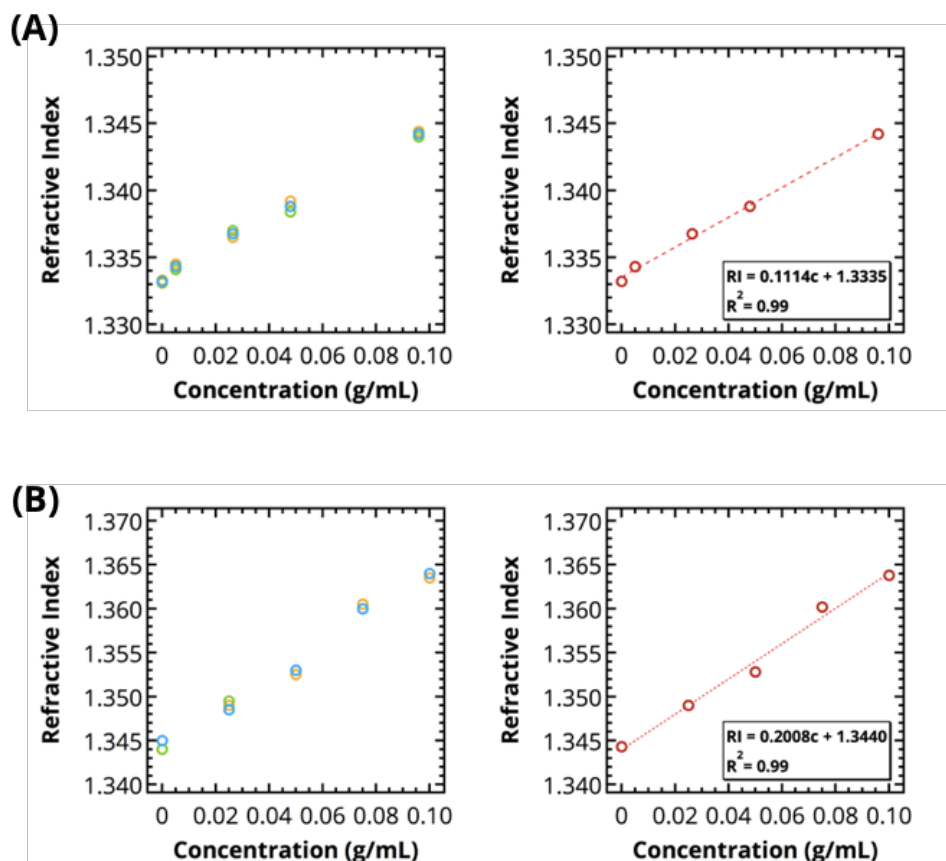 (A)
Refractive Index
1.350
1.345
1.340
1.335
1.330
0 0.02 0.04 0.06 0.08 0.10
Concentration (g/mL)
Refractive Index
1.350
1.345
1.340
1.335
1.330
RI = 0.1114c + 1.3335
R² = 0.99
0 0.02 0.04 0.06 0.08 0.10
Concentration (g/mL)
(B)
Refractive Index
1.370
1.365
1.360
1.355
1.350
1.345
1.340
0 0.02 0.04 0.06 0.08 0.10
Concentration (g/mL)
Refractive Index
1.370
1.365
1.360
1.355
1.350
1.345
1.340
RI = 0.2008c + 1.3440
R² = 0.99
0 0.02 0.04 0.06 0.08 0.10
Concentration (g/mL)